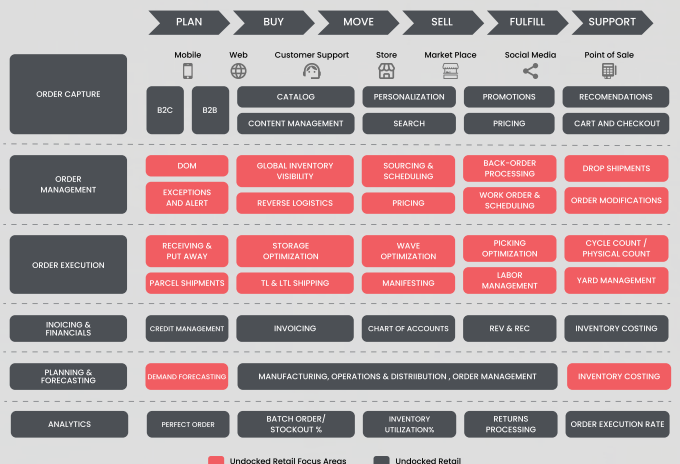 PLAN BUY MOVE SELL FULFILL SUPPORT
Mobile Web Customer Support Store Market Place Social Media Point of Sale
ORDER CAPTURE
B2C
B2B
CATALOG
PERSONALIZATION
PROMOTIONS
RECOMENDATIONS
CONTENT MANAGEMENT
SEARCH
PRICING
CART AND CHECKOUT
ORDER
MANAGEMENT
DOM
GLOBAL INVENTORY
VISIBILITY
SOURCING &
SCHEDULING
BACK-ORDER
PROCESSING
DROP SHIPMENTS
EXCEPTIONS
AND ALERT
REVERSE LOGISTICS
PRICING
WORK ORDER &
SCHEDULING
ORDER MODIFICATIONS
ORDER EXECUTION
RECEIVING &
PUT AWAY
STORAGE
OPTIMIZATION
WAVE
OPTIMIZATION
PICKING
OPTIMIZATION
CYCLE COUNT /
PHYSICAL COUNT
PARCEL SHIPMENTS
TL & LTL SHIPPING
MANIFESTING
LABOR
MANAGEMENT
YARD MANAGEMENT
INOICING &
FINANCIALS
CREDIT MANAGEMENT
INVOICING
CHART OF ACCOUNTS
REV & REC
INVENTORY COSTING
PLANNING &
FORECASTING
DEMAND FORECASTING
MANUFACTURING, OPERATIONS & DISTRIIBUTION , ORDER MANAGEMENT
INVENTORY COSTING
ANALYTICS
PERFECT ORDER
BATCH ORDER/
STOCKOUT %
INVENTORY
UTILIZATION%
RETURNS
PROCESSING
ORDER EXECUTION RATE
Undocked Retail Focus Areas
Undocked Retail